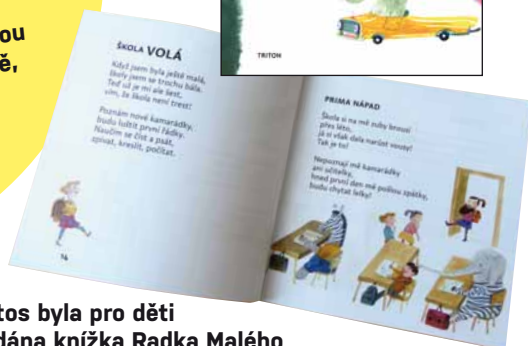 ou
ě,
TRITON
ŠKOLA VOLÁ
Když jsem byla ještě malá,
školy jsem se trochu bála.
Teď už je mi ale šest,
vím, že škola není trest!
Poznám nové kamarádky,
budu luštit první řádky.
Naučím se číst a psát,
zpívat, kreslit, počítat.
14
PRIMA NÁPAD
Škola si na mě zuby brousí
přes léto,
já si však dala narůst vousy!
Tak je to!
Nepoznají mě kamarádky
ani učitelky,
hned první den mě pošlou zpátky,
budu chytat lelky!
tos byla pro děti
dána knížka Radka Malého